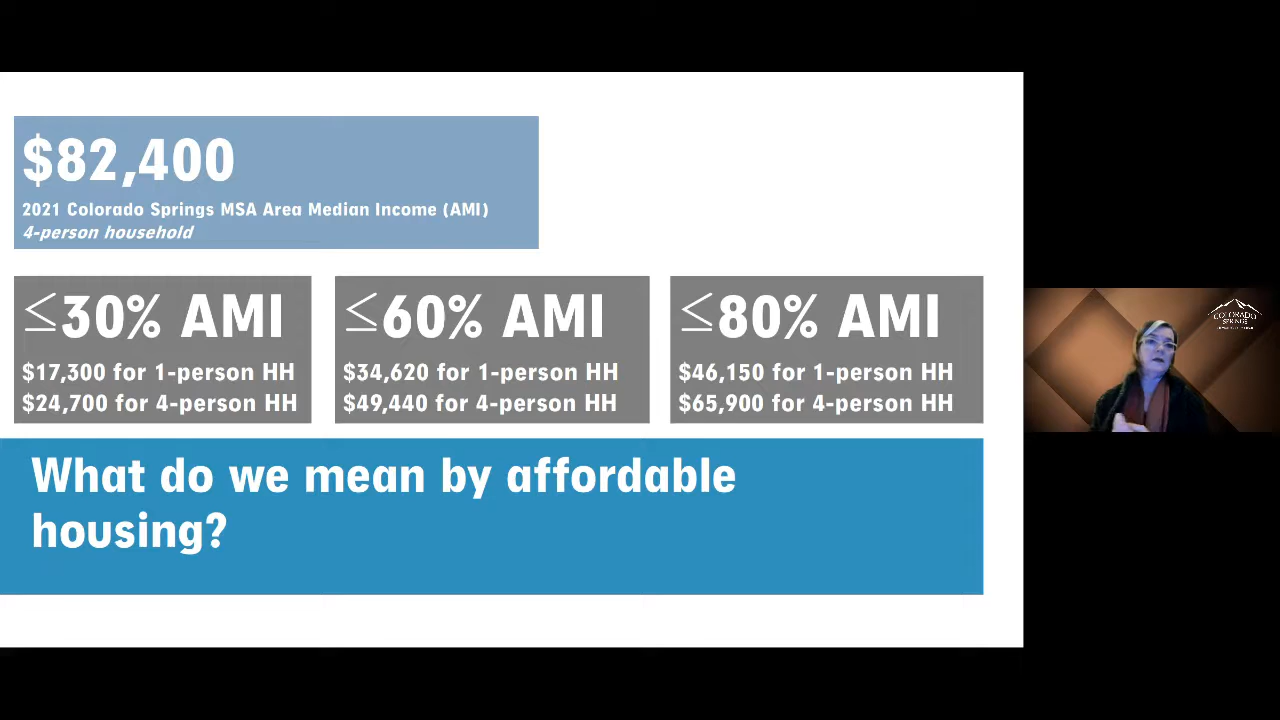 $82,400
2021 Colorado Springs MSA Area Median Income (AMI)
4-person household
≤30% AMI
$17,300 for 1-person HH
$24,700 for 4-person HH
≤60% AMI
$34,620 for 1-person HH
$49,440 for 4-person HH
≤80% AMI
$46,150 for 1-person HH
$65,900 for 4-person HH
What do we mean by affordable
housing?
COLORADO
SPRINGS